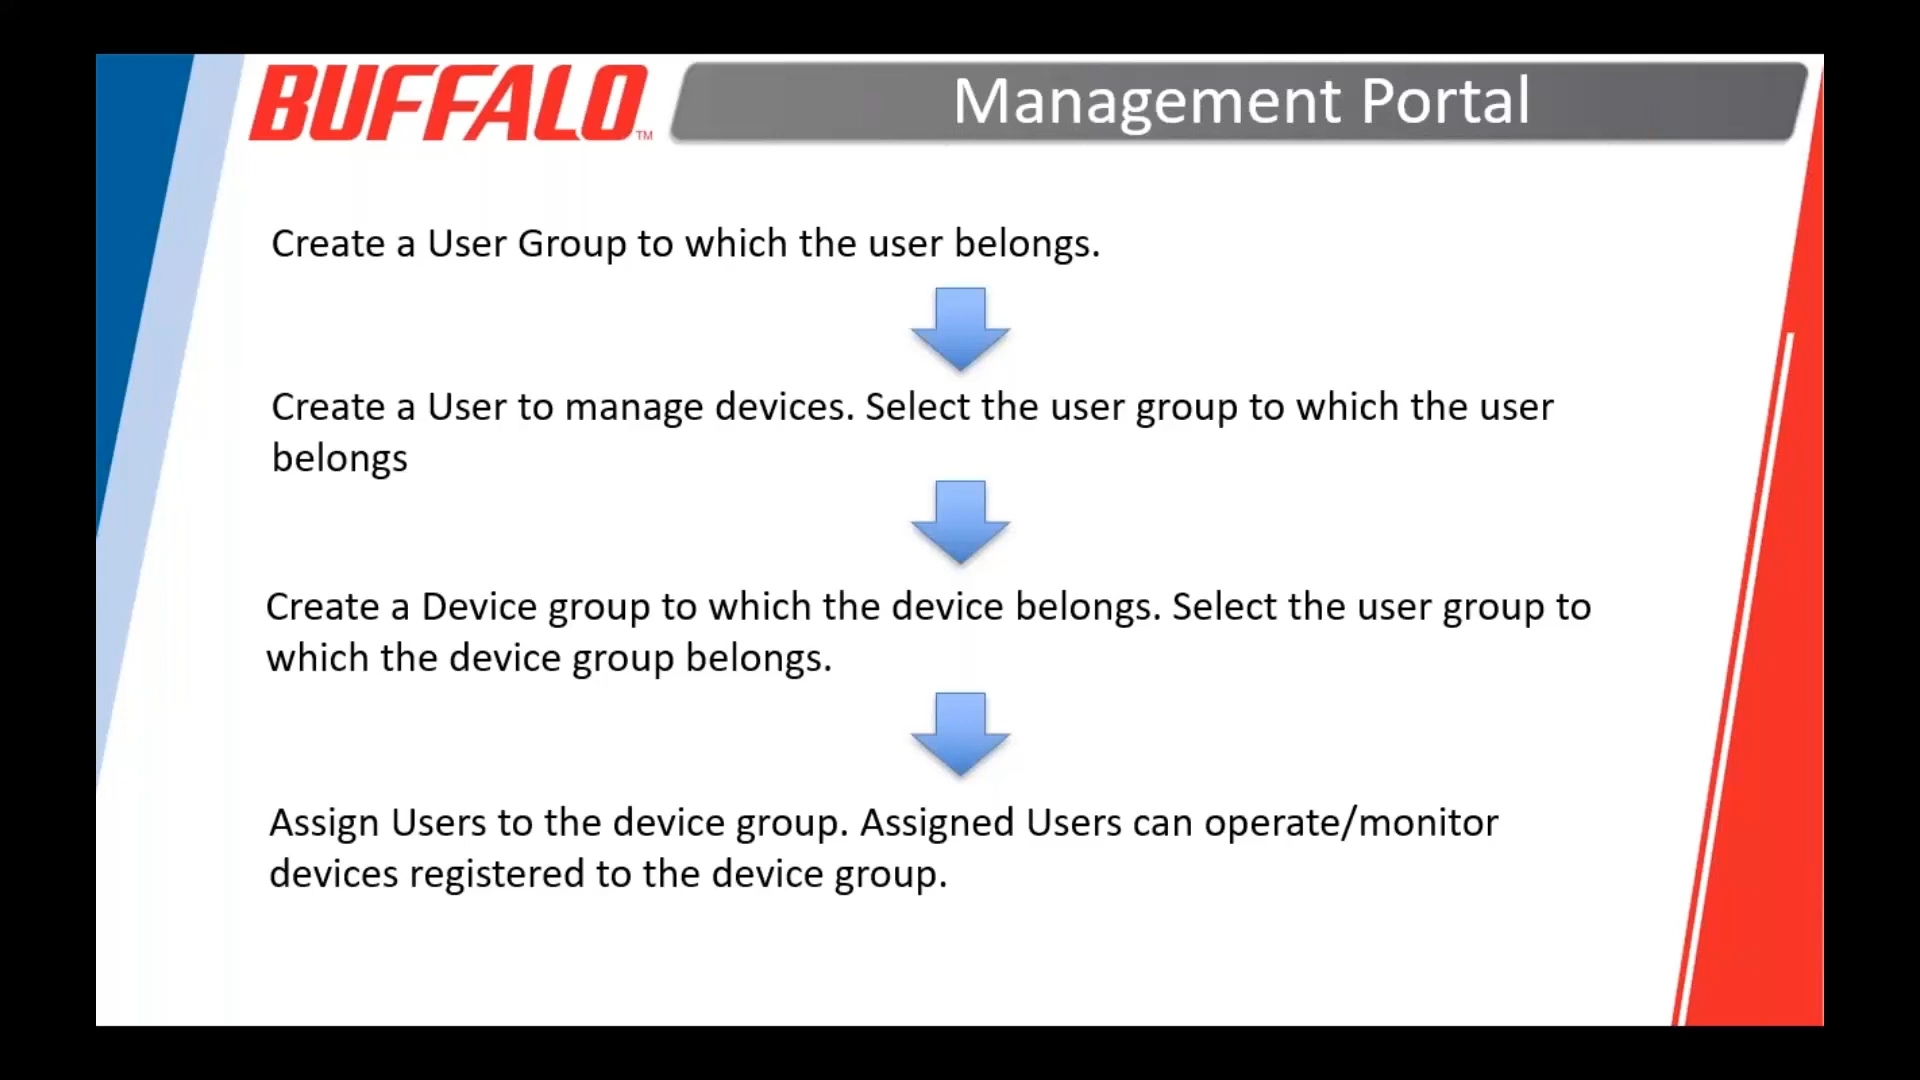 BUFFALO™
Management Portal
Create a User Group to which the user belongs.
Create a User to manage devices. Select the user group to which the user
belongs
Create a Device group to which the device belongs. Select the user group to
which the device group belongs.
Assign Users to the device group. Assigned Users can operate/monitor
devices registered to the device group.